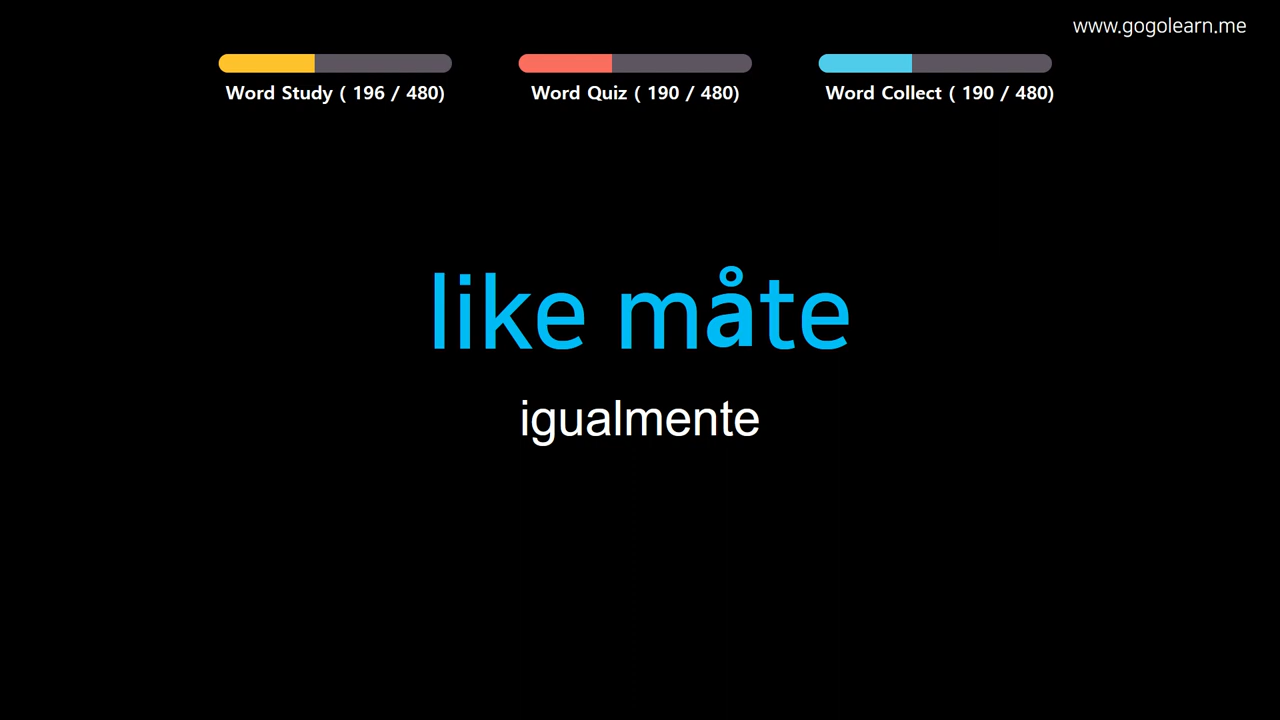 www.gogolearn.me
Word Study ( 196 / 480)
Word Quiz ( 190 / 480)
Word Collect ( 190 / 480)
like måte
igualmente